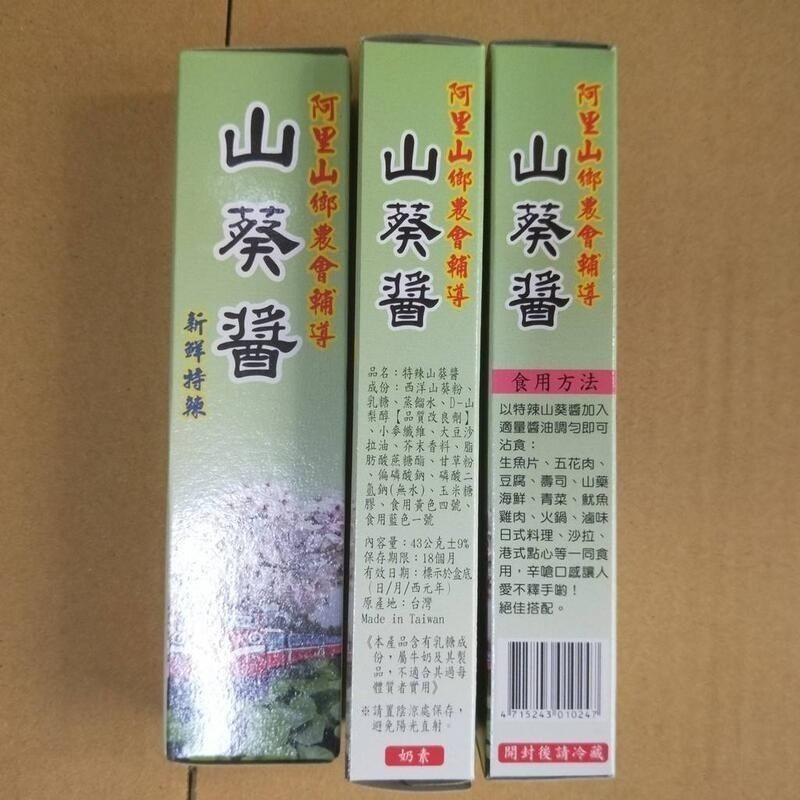 阿里山鄉農會輔導
山葵醬
新鮮特辣
阿里山鄉農會輔導
山葵醬
品名：特辣山葵醬
成份：西洋山葵粉、
乳糖、蒸餾水、D-山
梨醇【品質改良劑】
、小麥纖維、大豆沙
拉油、芥末香料、脂
肪酸蔗糖酯、甘草粉
、偏磷酸鈉、磷酸二
氫鈉(無水)、玉米糖
膠、食用黃色四號、
食用藍色一號
內容量：43公克±9%
保存期限：18個月
有效日期：標示於盒底
（日/月/西元年）
原產地：台灣
Made in Taiwan
《本產品含有乳糖成
份，屬牛奶及其製
品，不適合其過每
體質者實用》
※請置陰涼處保存，
避免陽光直射。
奶素
阿里山鄉農會輔導
山葵醬
食用方法
以特辣山葵醬加入
適量醬油調勻即可
沾食：
生魚片、五花肉、
豆腐、壽司、山藥
海鮮、青菜、魷魚
雞肉、火鍋、滷味
日式料理、沙拉、
港式點心等一同食
用，辛嗆口感讓人
愛不釋手喲！
絕佳搭配。
4715243010247
開封後請冷藏